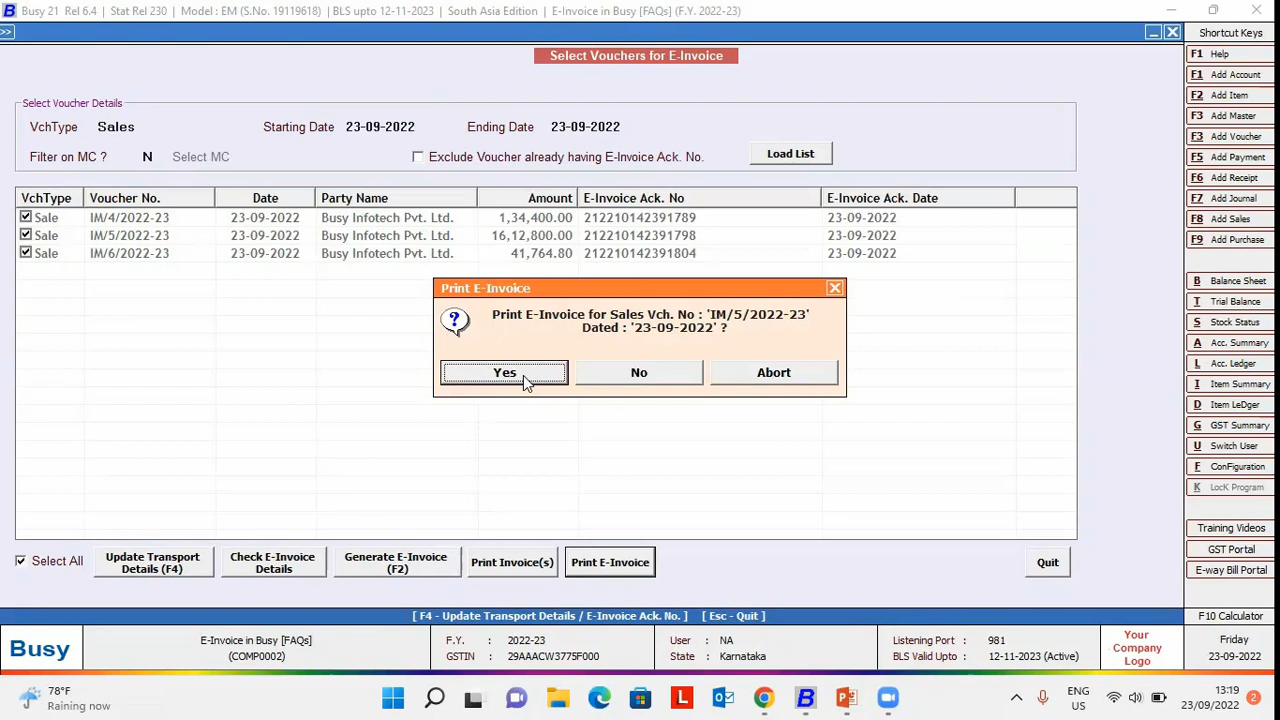 Busy 21 Rel 6.4 | Stat Rel 230 | Model : EM (S.No. 19119618) | BLS upto 12-11-2023 | South Asia Edition | E-Invoice in Busy [FAQs] (F.Y. 2022-23)
>>
Shortcut Keys
Select Vouchers for E-Invoice
F1 Help
F1 Add Account
F2 Add Item
F3 Add Master
F3 Add Voucher
F5 Add Payment
F6 Add Receipt
F7 Add Journal
F8 Add Sales
F9 Add Purchase
B Balance Sheet
T Trial Balance
S Stock Status
A Acc. Summary
L Acc. Ledger
I Item Summary
D Item LeDger
G GST Summary
U Switch User
F ConFiguration
K LocK Program
Training Videos
GST Portal
E-way Bill Portal
F10 Calculator
Select Voucher Details
VchType Sales Starting Date 23-09-2022 Ending Date 23-09-2022
Filter on MC ? N Select MC Exclude Voucher already having E-Invoice Ack. No. Load List
VchType Voucher No. Date Party Name Amount E-Invoice Ack. No E-Invoice Ack. Date
Sale IM/4/2022-23 23-09-2022 Busy Infotech Pvt. Ltd. 1,34,400.00 212210142391789 23-09-2022
Sale IM/5/2022-23 23-09-2022 Busy Infotech Pvt. Ltd. 16,12,800.00 212210142391798 23-09-2022
Sale IM/6/2022-23 23-09-2022 Busy Infotech Pvt. Ltd. 41,764.80 212210142391804 23-09-2022
Print E-Invoice
Print E-Invoice for Sales Vch. No : 'IM/5/2022-23'
Dated : '23-09-2022' ?
Yes No Abort
Select All
Update Transport
Details (F4)
Check E-Invoice
Details
Generate E-Invoice
(F2)
Print Invoice(s)
Print E-Invoice
Quit
[ F4 - Update Transport Details / E-Invoice Ack. No. ] [ Esc - Quit ]
Busy
E-Invoice in Busy [FAQs]
(COMP0002)
F.Y. : 2022-23
GSTIN : 29AAACW3775F000
User : NA
State : Karnataka
Listening Port : 981
BLS Valid Upto : 12-11-2023 (Active)
Your
Company
Logo
Friday
23-09-2022
78°F
Raining now
L
B
ENG
US
13:19
23/09/2022
2